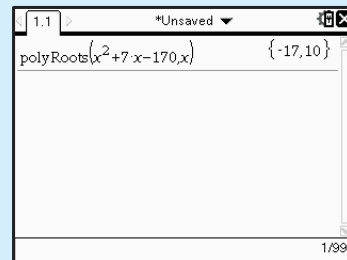 1.1 *Unsaved
polyRoots(x²+7·x−170,x) {-17,10}
1/99